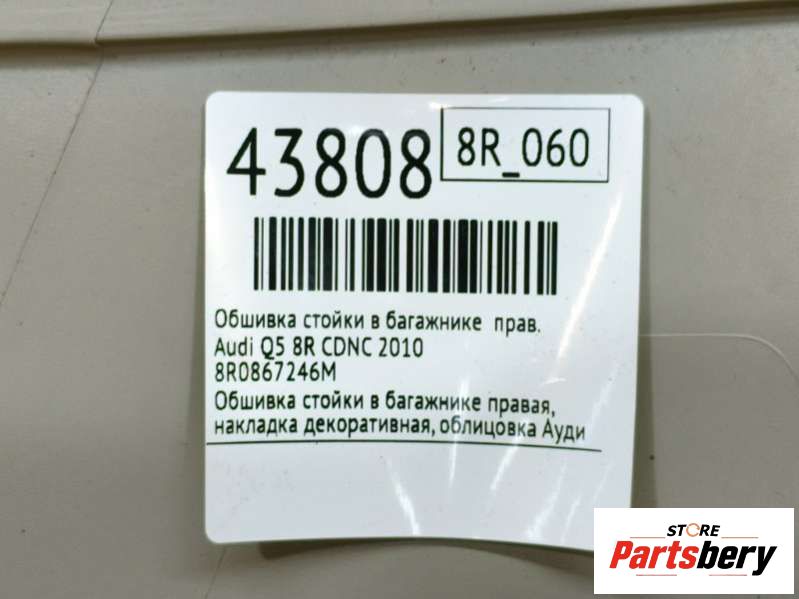 43808
8R_060
Обшивка стойки в багажнике прав.
Audi Q5 8R CDNC 2010
8R0867246M
Обшивка стойки в багажнике правая,
накладка декоративная, облицовка Ауди
STORE
Partsbery